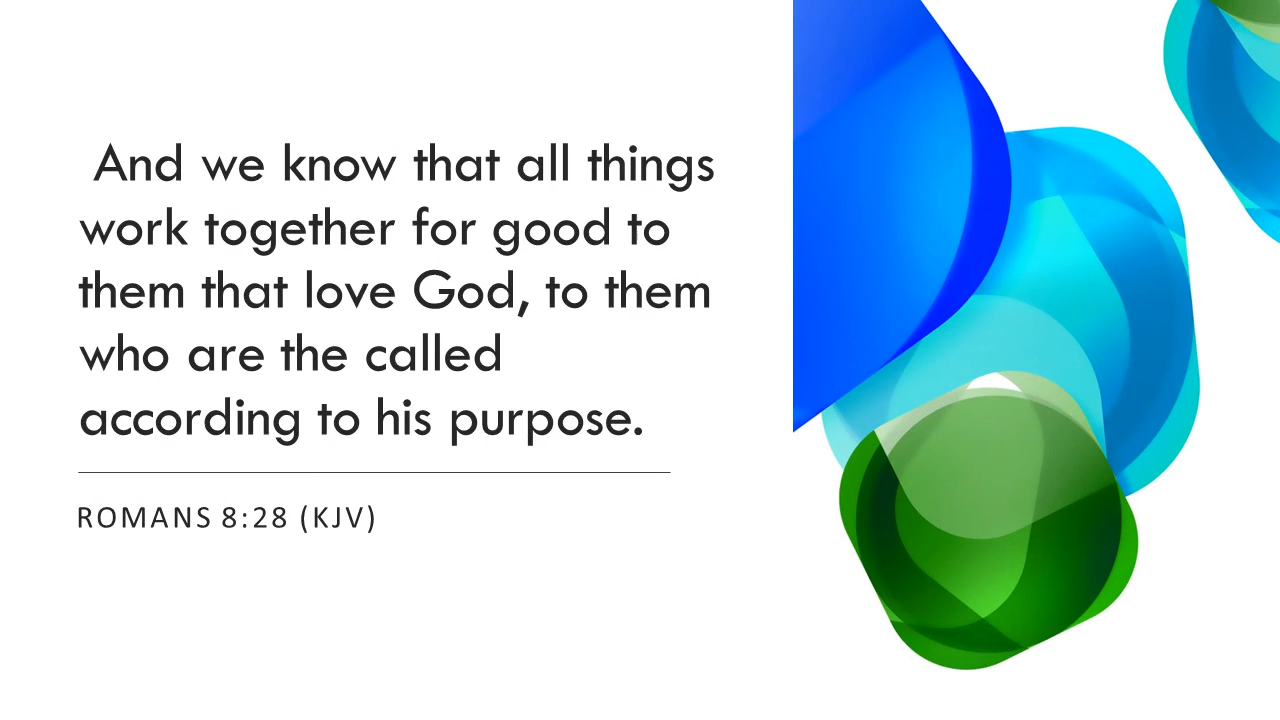 And we know that all things
work together for good to
them that love God, to them
who are the called
according to his purpose.
ROMANS 8:28 (KJV)